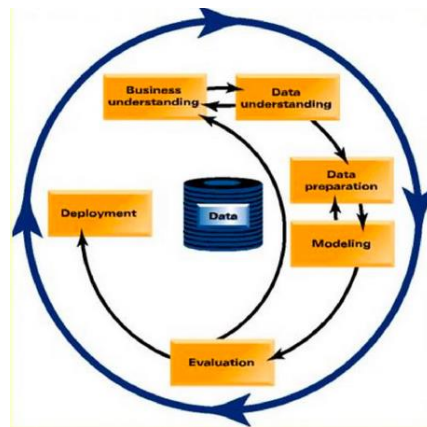 Business
understanding
Data
understanding
Data
preparation
Modeling
Data
Deployment
Evaluation